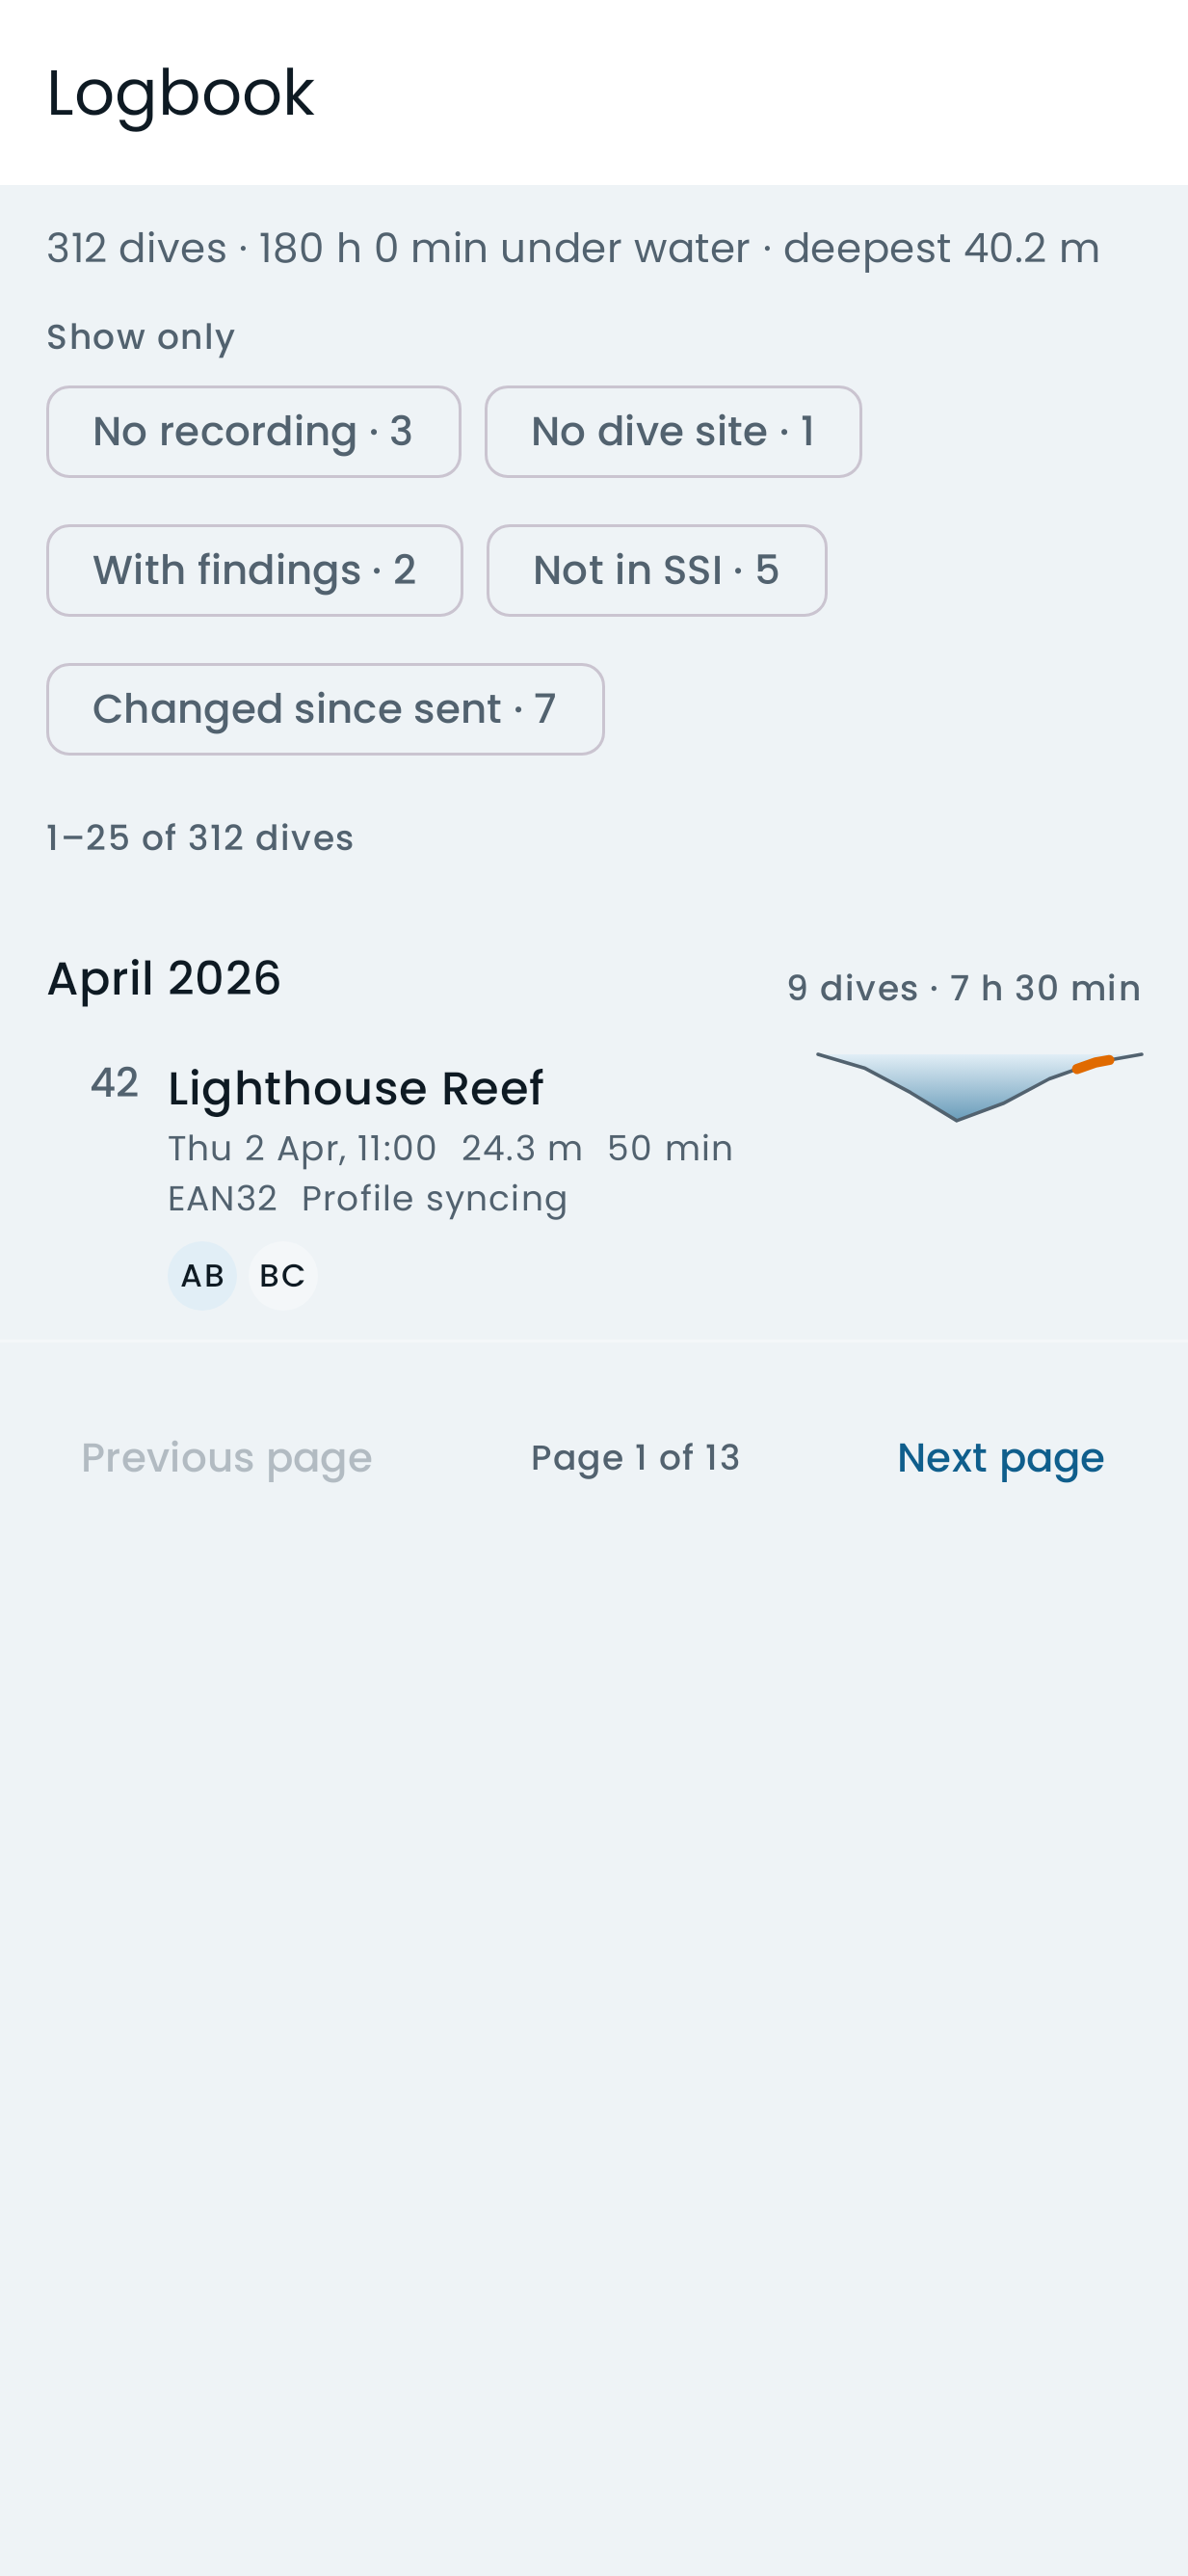 Logbook
312 dives · 180 h 0 min under water · deepest 40.2 m
Show only
No recording · 3
No dive site · 1
With findings · 2
Not in SSI · 5
Changed since sent · 7
1–25 of 312 dives
April 2026
9 dives · 7 h 30 min
42
Lighthouse Reef
Thu 2 Apr, 11:00 24.3 m 50 min
EAN32 Profile syncing
AB BC
Previous page
Page 1 of 13
Next page